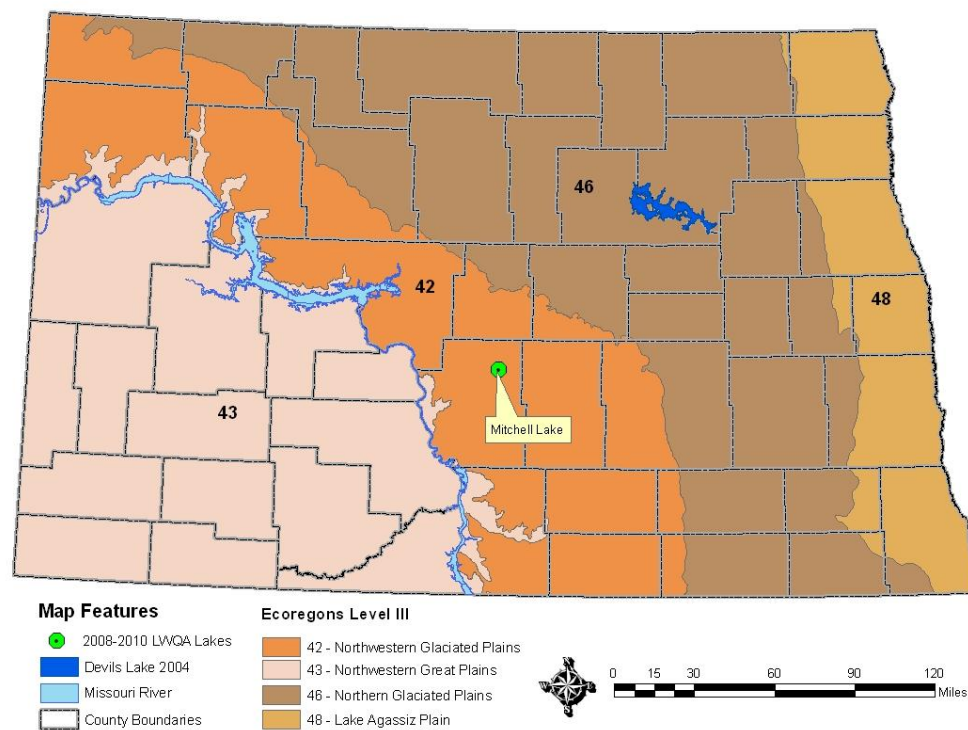 46
42
48
43
Mitchell Lake
Map Features
2008-2010 LWQA Lakes
Devils Lake 2004
Missouri River
County Boundaries
Ecoregons Level III
42 - Northwestern Glaciated Plains
43 - Northwestern Great Plains
46 - Northern Glaciated Plains
48 - Lake Agassiz Plain
0 15 30 60 90 120
Miles